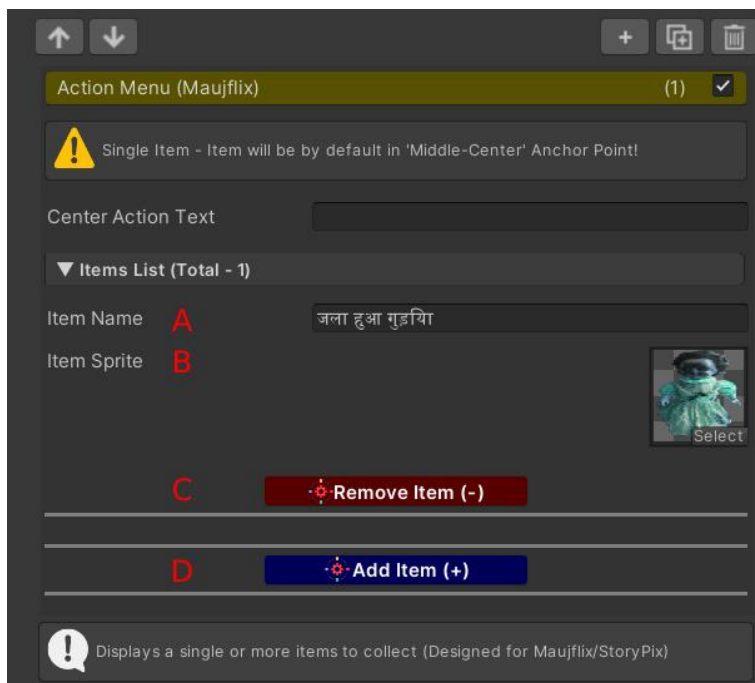 Action Menu (Maujflix) (1)
Single Item - Item will be by default in 'Middle-Center' Anchor Point!
Center Action Text
▼ Items List (Total - 1)
Item Name A जला हुआ गुड़यिा
Item Sprite B
Select
C Remove Item (-)
D Add Item (+)
Displays a single or more items to collect (Designed for Maujflix/StoryPix)